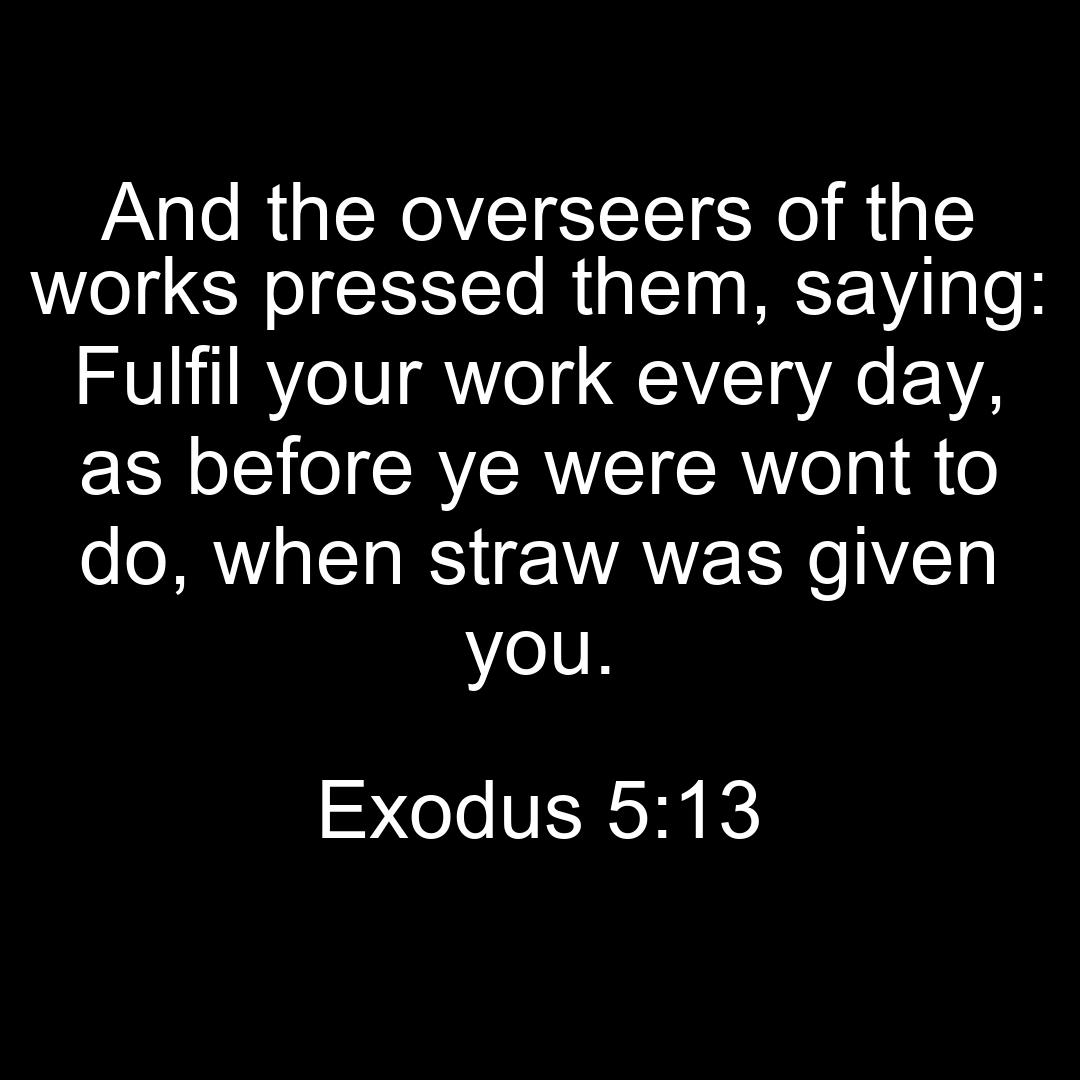 And the overseers of the
works pressed them, saying:
Fulfil your work every day,
as before ye were wont to
do, when straw was given
you.
Exodus 5:13